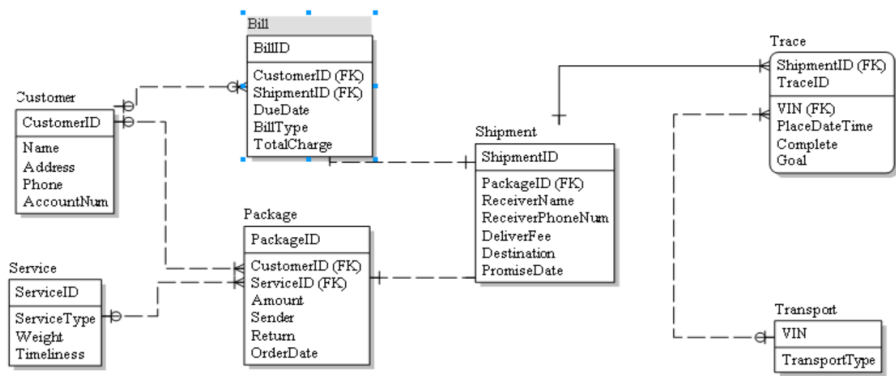 Bill
BillID
CustomerID (FK)
ShipmentID (FK)
DueDate
BillType
TotalCharge
Customer
CustomerID
Name
Address
Phone
AccountNum
Package
PackageID
CustomerID (FK)
ServiceID (FK)
Amount
Sender
Return
OrderDate
Service
ServiceID
ServiceType
Weight
Timeliness
Shipment
ShipmentID
PackageID (FK)
ReceiverName
ReceiverPhoneNum
DeliverFee
Destination
PromiseDate
Trace
ShipmentID (FK)
TraceID
VIN (FK)
PlaceDateTime
Complete
Goal
Transport
VIN
TransportType